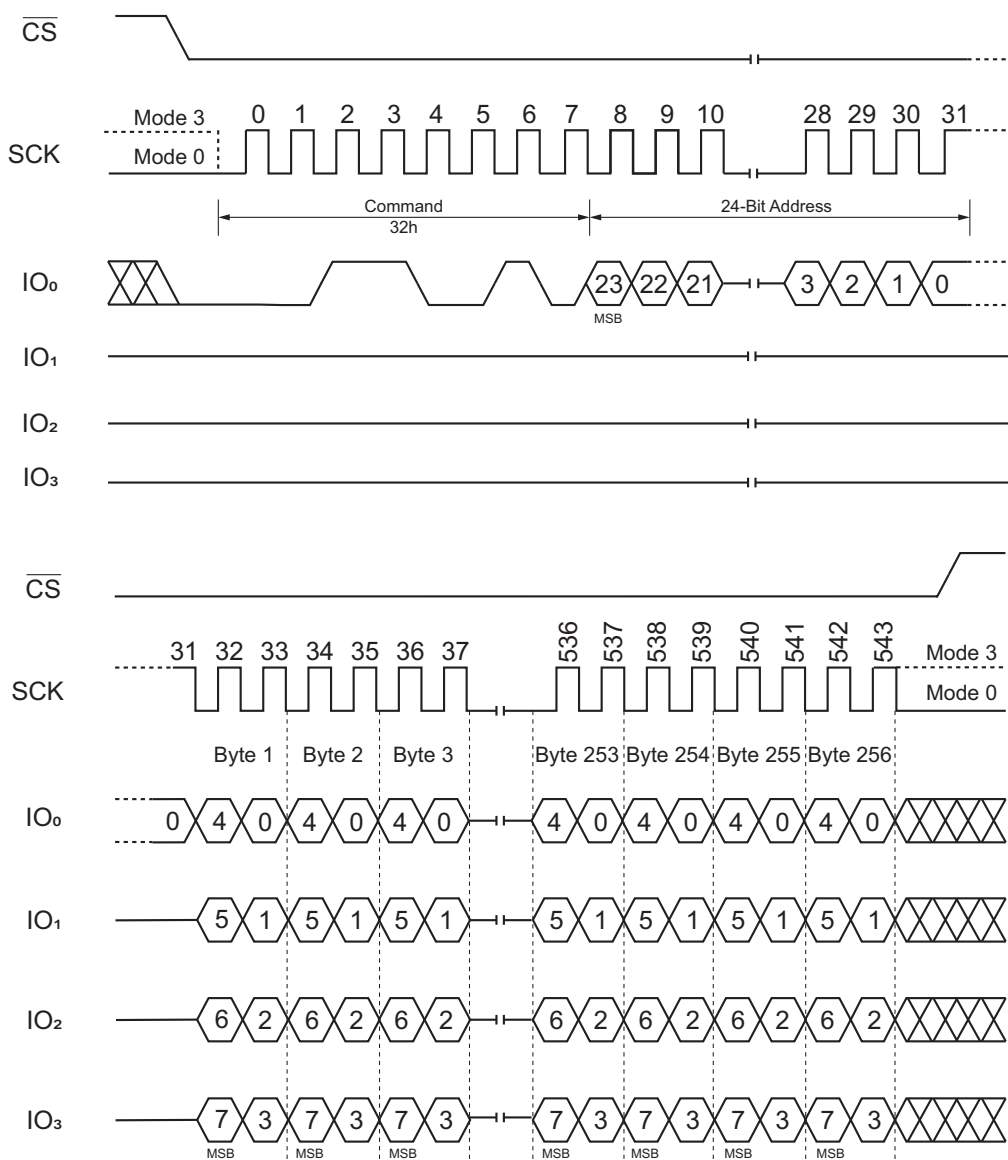 CS
0 1 2 3 4 5 6 7 8 9 10 28 29 30 31
Mode 3
SCK
Mode 0
Command
24-Bit Address
32h
IO₀
23 22 21 3 2 1 0
MSB
IO₁
IO₂
IO₃
CS
31 32 33 34 35 36 37 536 537 538 539 540 541 542 543
Mode 3
SCK
Mode 0
Byte 1 Byte 2 Byte 3 Byte 253 Byte 254 Byte 255 Byte 256
IO₀
0 4 0 4 0 4 0 4 0 4 0 4 0 4 0
IO₁
5 1 5 1 5 1 5 1 5 1 5 1 5 1
IO₂
6 2 6 2 6 2 6 2 6 2 6 2 6 2
IO₃
7 3 7 3 7 3 7 3 7 3 7 3 7 3
MSB MSB MSB MSB MSB MSB MSB